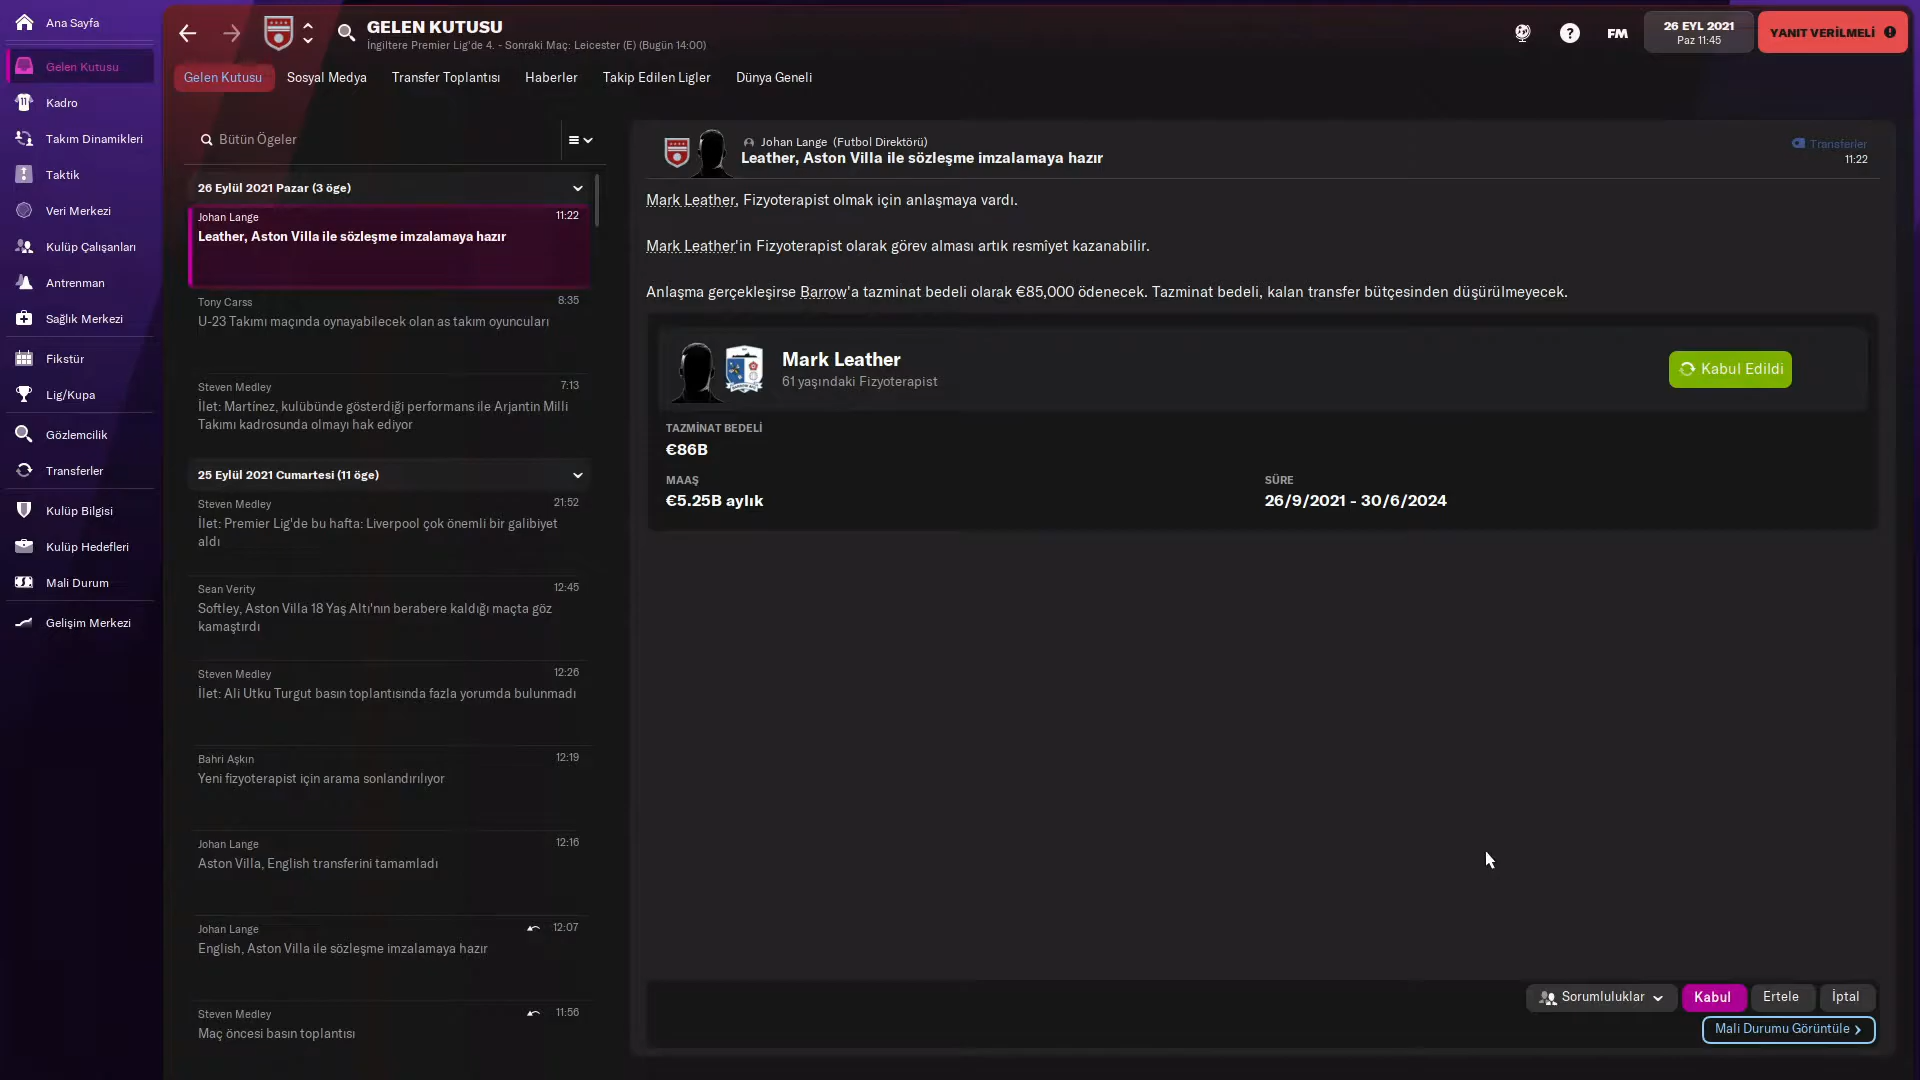 Ana Sayfa
Gelen Kutusu
Kadro
Takım Dinamikleri
Taktik
Veri Merkezi
Kulüp Çalışanları
Antrenman
Sağlık Merkezi
Fikstür
Lig/Kupa
Gözlemcilik
Transferler
Kulüp Bilgisi
Kulüp Hedefleri
Mali Durum
Gelişim Merkezi
GELEN KUTUSU
İngiltere Premier Lig'de 4. - Sonraki Maç: Leicester (E) (Bugün 14:00)
FM
26 EYL 2021
Paz 11:45
YANIT VERİLMELİ
Gelen Kutusu Sosyal Medya Transfer Toplantısı Haberler Takip Edilen Ligler Dünya Geneli
Bütün Ögeler
26 Eylül 2021 Pazar (3 öge)
Johan Lange 11:22
Leather, Aston Villa ile sözleşme imzalamaya hazır
Tony Carss 8:35
U-23 Takımı maçında oynayabilecek olan as takım oyuncuları
Steven Medley 7:13
İlet: Martínez, kulübünde gösterdiği performans ile Arjantin Milli
Takımı kadrosunda olmayı hak ediyor
25 Eylül 2021 Cumartesi (11 öge)
Steven Medley 21:52
İlet: Premier Lig'de bu hafta: Liverpool çok önemli bir galibiyet
aldı
Sean Verity 12:45
Softley, Aston Villa 18 Yaş Altı'nın berabere kaldığı maçta göz
kamaştırdı
Steven Medley 12:26
İlet: Ali Utku Turgut basın toplantısında fazla yorumda bulunmadı
Bahri Aşkın 12:19
Yeni fizyoterapist için arama sonlandırılıyor
Johan Lange 12:16
Aston Villa, English transferini tamamladı
Johan Lange 12:07
English, Aston Villa ile sözleşme imzalamaya hazır
Steven Medley 11:56
Maç öncesi basın toplantısı
Johan Lange (Futbol Direktörü)
Leather, Aston Villa ile sözleşme imzalamaya hazır
Transferler
11:22
Mark Leather, Fizyoterapist olmak için anlaşmaya vardı.
Mark Leather'in Fizyoterapist olarak görev alması artık resmîyet kazanabilir.
Anlaşma gerçekleşirse Barrow'a tazminat bedeli olarak €85,000 ödenecek. Tazminat bedeli, kalan transfer bütçesinden düşürülmeyecek.
Mark Leather
61 yaşındaki Fizyoterapist
Kabul Edildi
TAZMİNAT BEDELİ
€86B
MAAŞ
€5.25B aylık
SÜRE
26/9/2021 - 30/6/2024
Sorumluluklar Kabul Ertele İptal
Mali Durumu Görüntüle